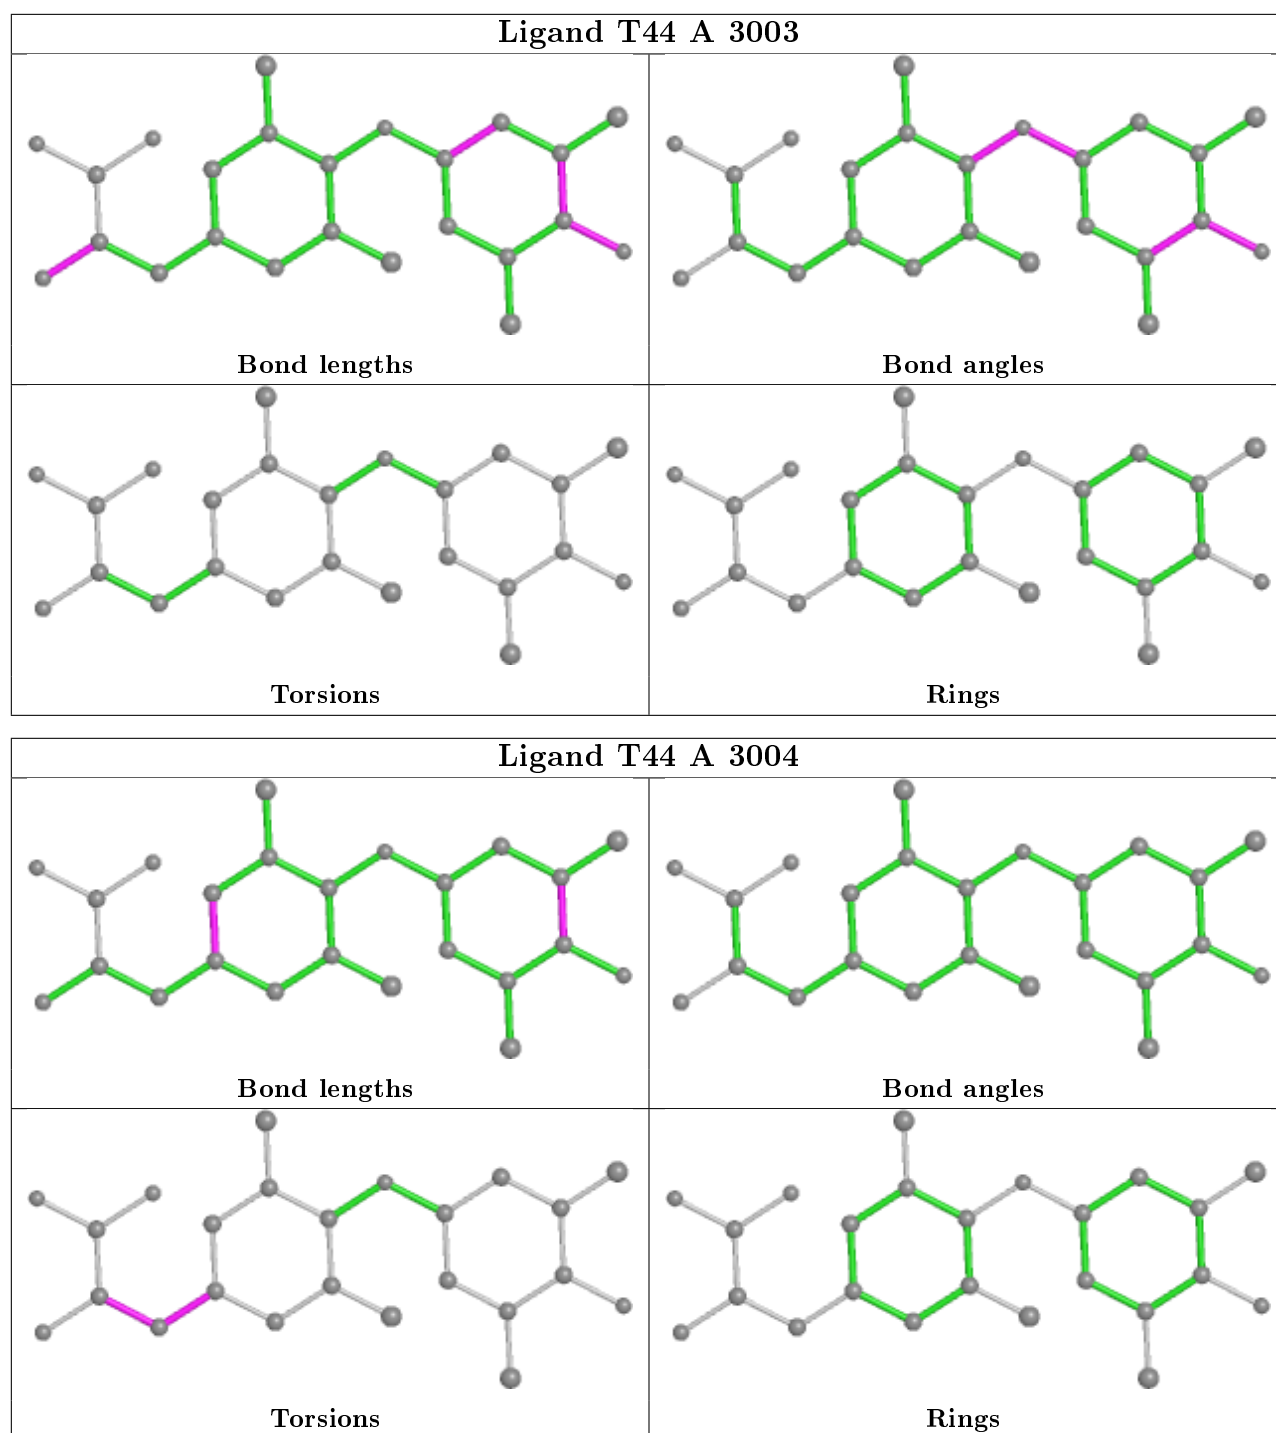 Ligand T44 A 3003
Bond lengths
Bond angles
Torsions
Rings
Ligand T44 A 3004
Bond lengths
Bond angles
Torsions
Rings